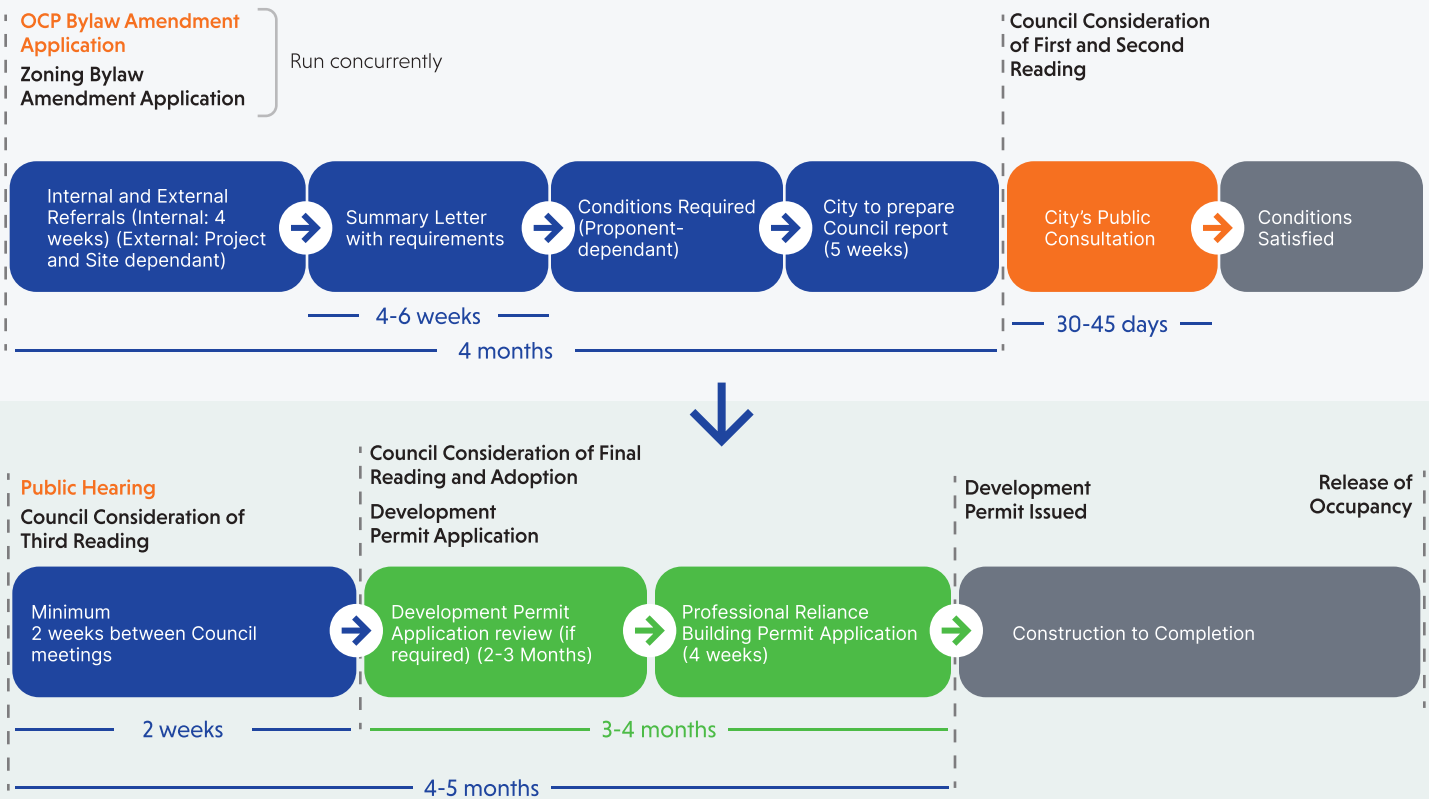 OCP Bylaw Amendment
Application
Zoning Bylaw
Amendment Application
Run concurrently
Council Consideration
of First and Second
Reading
Internal and External
Referrals (Internal: 4
weeks) (External: Project
and Site dependant)
Summary Letter
with requirements
Conditions Required
(Proponent-
dependant)
City to prepare
Council report
(5 weeks)
City's Public
Consultation
Conditions
Satisfied
4-6 weeks
30-45 days
4 months
Public Hearing
Council Consideration of
Third Reading
Council Consideration of Final
Reading and Adoption
Development
Permit Application
Development
Permit Issued
Release of
Occupancy
Minimum
2 weeks between Council
meetings
Development Permit
Application review (if
required) (2-3 Months)
Professional Reliance
Building Permit Application
(4 weeks)
Construction to Completion
2 weeks
3-4 months
4-5 months